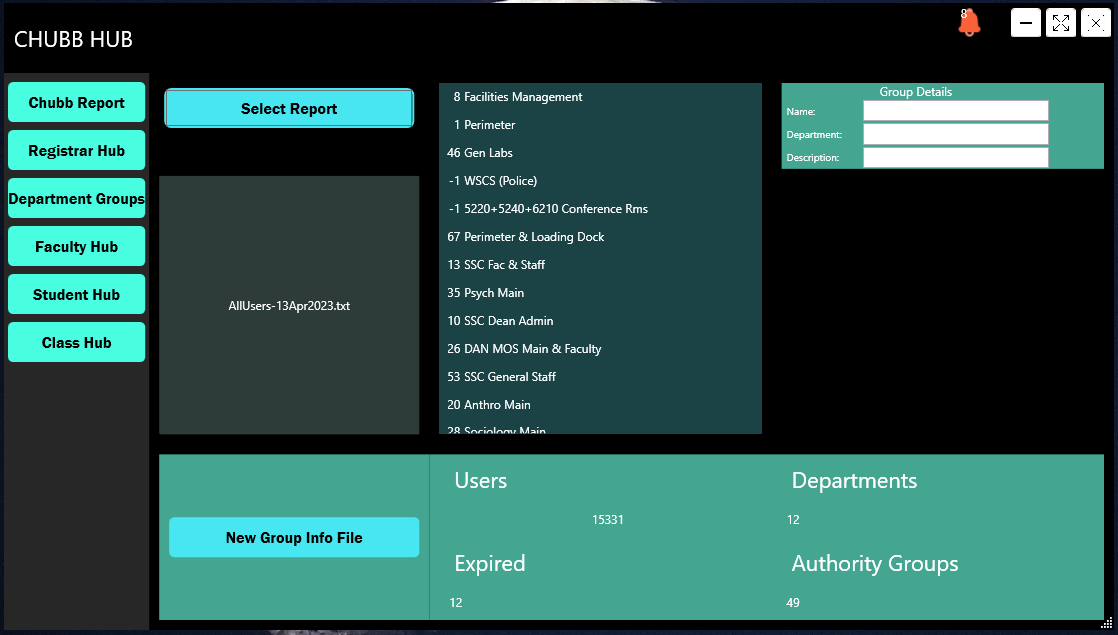 8
CHUBB HUB
Chubb Report
Registrar Hub
Department Groups
Faculty Hub
Student Hub
Class Hub
Select Report
AllUsers-13Apr2023.txt
8 Facilities Management
1 Perimeter
46 Gen Labs
-1 WSCS (Police)
-1 5220+5240+6210 Conference Rms
67 Perimeter & Loading Dock
13 SSC Fac & Staff
35 Psych Main
10 SSC Dean Admin
26 DAN MOS Main & Faculty
53 SSC General Staff
20 Anthro Main
28 Sociology Main
Group Details
Name:
Department:
Description:
New Group Info File
Users
15331
Departments
12
Expired
12
Authority Groups
49